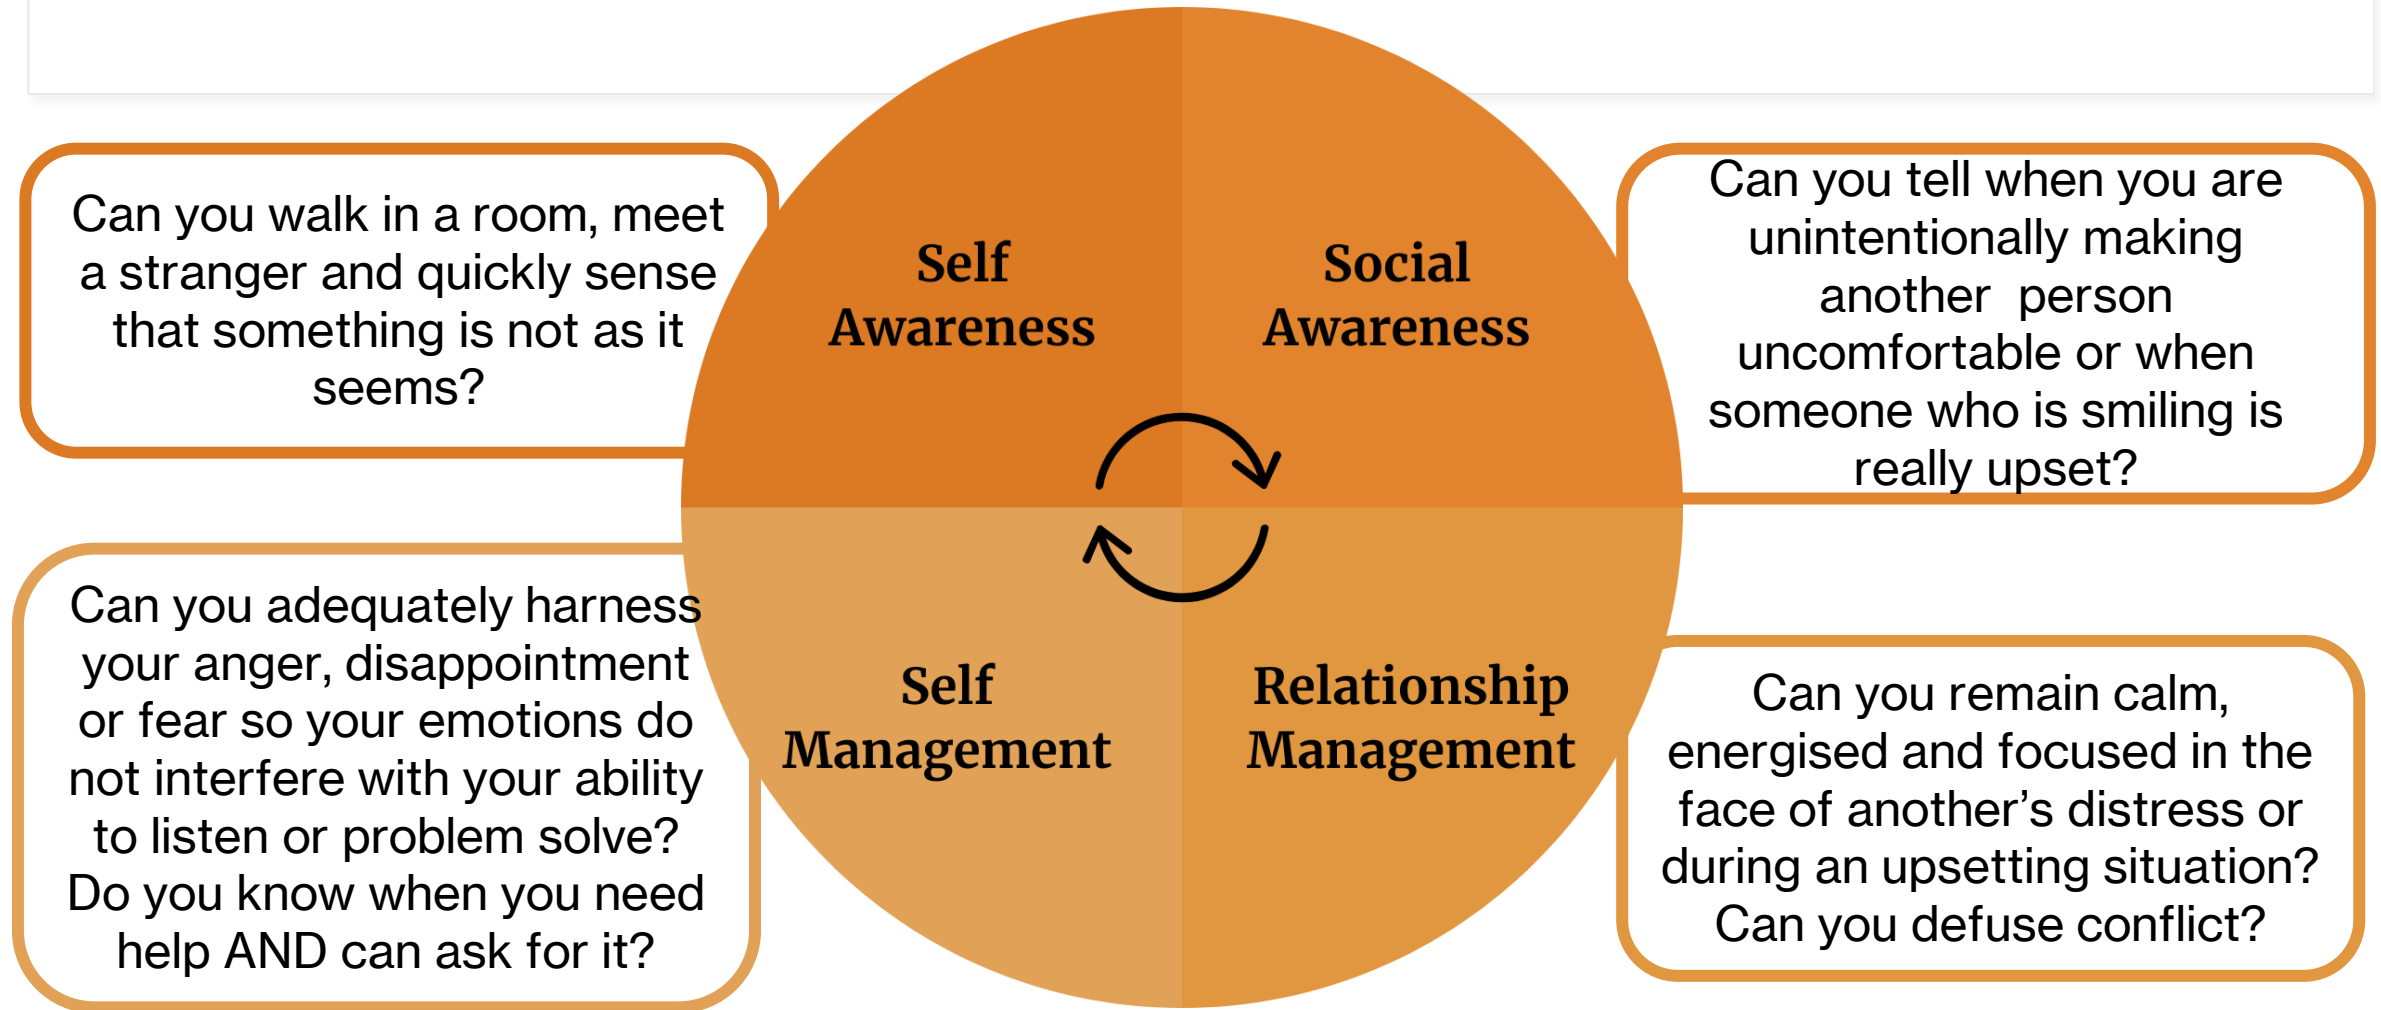 Can you walk in a room, meet
a stranger and quickly sense
that something is not as it
seems?
Self
Awareness
Social
Awareness
Can you tell when you are
unintentionally making
another  person
uncomfortable or when
someone who is smiling is
really upset?
Can you adequately harness
your anger, disappointment
or fear so your emotions do
not interfere with your ability
to listen or problem solve?
Do you know when you need
help AND can ask for it?
Self
Management
Relationship
Management
Can you remain calm,
energised and focused in the
face of another’s distress or
during an upsetting situation?
Can you defuse conflict?